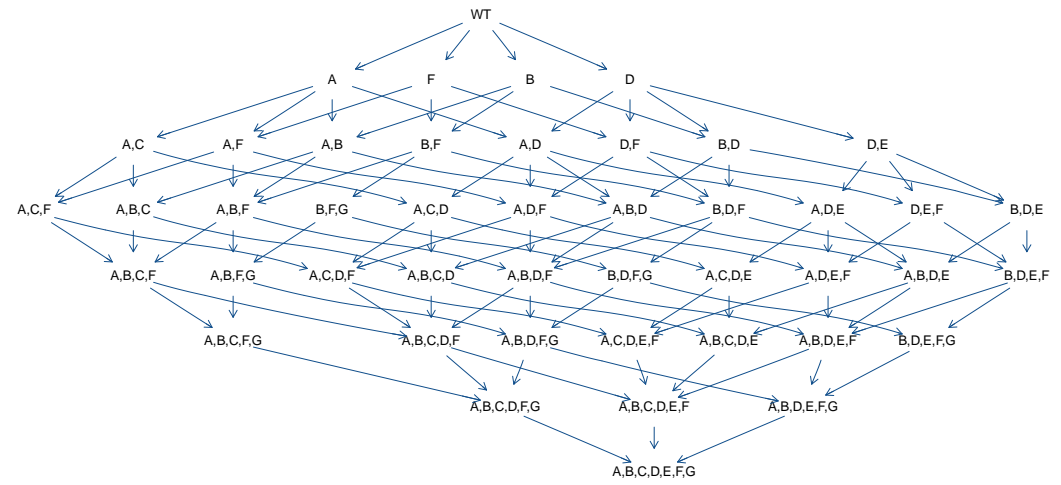 WT
A F B D
A,C A,F A,B B,F A,D D,F B,D D,E
A,C,F A,B,C A,B,F B,F,G A,C,D A,D,F A,B,D B,D,F A,D,E D,E,F B,D,E
A,B,C,F A,B,F,G A,C,D,F A,B,C,D A,B,D,F B,D,F,G A,C,D,E A,D,E,F A,B,D,E B,D,E,F
A,B,C,F,G A,B,C,D,F A,B,D,F,G A,C,D,E,F A,B,C,D,E A,B,D,E,F B,D,E,F,G
A,B,C,D,F,G A,B,C,D,E,F A,B,D,E,F,G
A,B,C,D,E,F,G